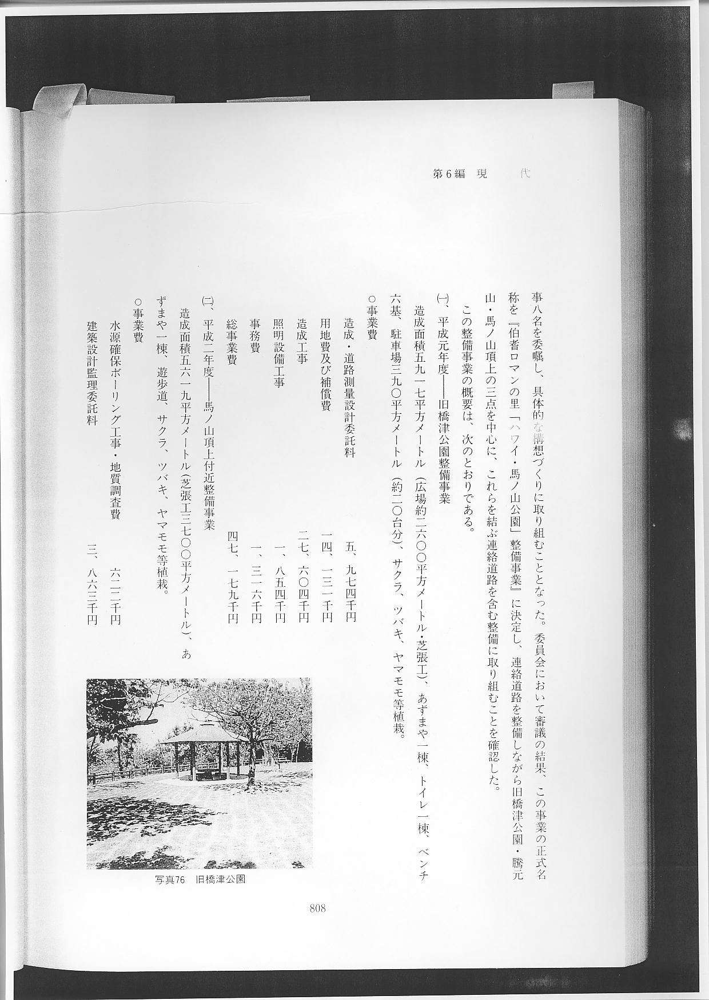 第6編 現 代
事八名を委嘱し、具体的な構想づくりに取り組むこととなった。委員会において審議の結果、この事業の正式名
称を『伯耆ロマンの里「ハワイ・馬ノ山公園」整備事業』に決定し、連絡道路を整備しながら旧橋津公園・騰元
山・馬ノ山頂上の三点を中心に、これらを結ぶ連絡道路を含む整備に取り組むことを確認した。
この整備事業の概要は、次のとおりである。
㈠、平成元年度――旧橋津公園整備事業
造成面積五九一七平方メートル（広場約二六〇〇平方メートル・芝張工）、あずまや一棟、トイレ一棟、ベンチ
六基、駐車場三九〇平方メートル（約二〇台分）、サクラ、ツバキ、ヤマモモ等植栽。
○事業費
造成・道路測量設計委託料 五、九七四千円
用地費及び補償費 一四、一三一千円
造成工事 二七、六〇四千円
照明設備工事 一、八五四千円
事務費 一、三一六千円
総事業費 四七、一七九千円
㈡、平成二年度――馬ノ山頂上付近整備事業
造成面積五六一九平方メートル（芝張工三七〇〇平方メートル）、あ
ずまや一棟、遊歩道、サクラ、ツバキ、ヤマモモ等植栽。
○事業費
水源確保ボーリング工事・地質調査費 六二二千円
建築設計監理委託料 三、八六三千円
写真76 旧橋津公園
808